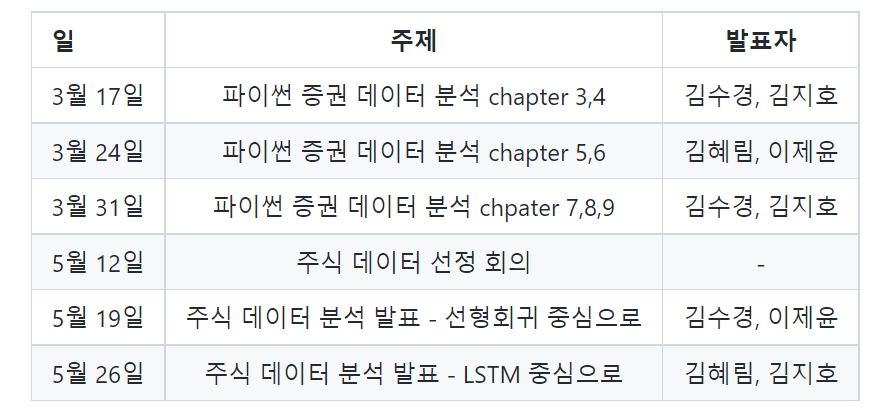 일 주제 발표자
3월 17일 파이썬 증권 데이터 분석 chapter 3,4 김수경, 김지호
3월 24일 파이썬 증권 데이터 분석 chapter 5,6 김혜림, 이제윤
3월 31일 파이썬 증권 데이터 분석 chpater 7,8,9 김수경, 김지호
5월 12일 주식 데이터 선정 회의 -
5월 19일 주식 데이터 분석 발표 - 선형회귀 중심으로 김수경, 이제윤
5월 26일 주식 데이터 분석 발표 - LSTM 중심으로 김혜림, 김지호